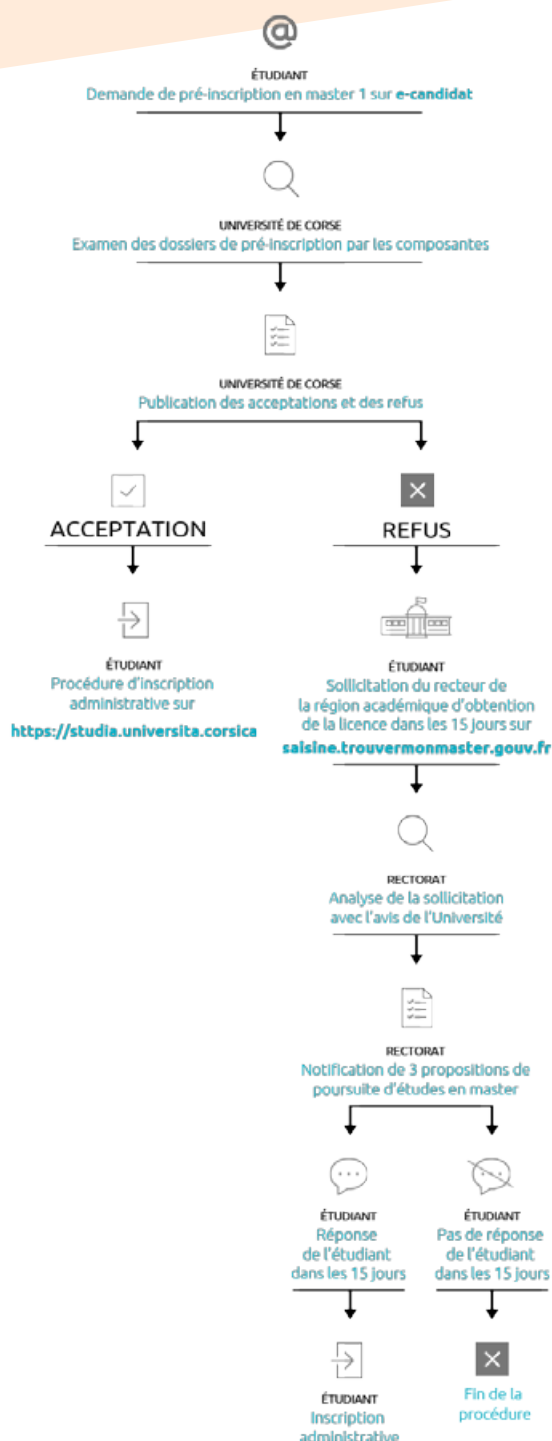 @
ÉTUDIANT
Demande de pré-inscription en master 1 sur e-candidat
UNIVERSITÉ DE CORSE
Examen des dossiers de pré-inscription par les composantes
UNIVERSITÉ DE CORSE
Publication des acceptations et des refus
ACCEPTATION
ÉTUDIANT
Procédure d'inscription
administrative sur
https://studia.universita.corsica
REFUS
ÉTUDIANT
Sollicitation du recteur de
la région académique d'obtention
de la licence dans les 15 jours sur
saisine.trouvermonmaster.gouv.fr
RECTORAT
Analyse de la sollicitation
avec l'avis de l'Université
RECTORAT
Notification de 3 propositions de
poursuite d'études en master
ÉTUDIANT
Réponse
de l'étudiant
dans les 15 jours
ÉTUDIANT
Pas de réponse
de l'étudiant
dans les 15 jours
ÉTUDIANT
Inscription
administrative
Fin de la
procédure